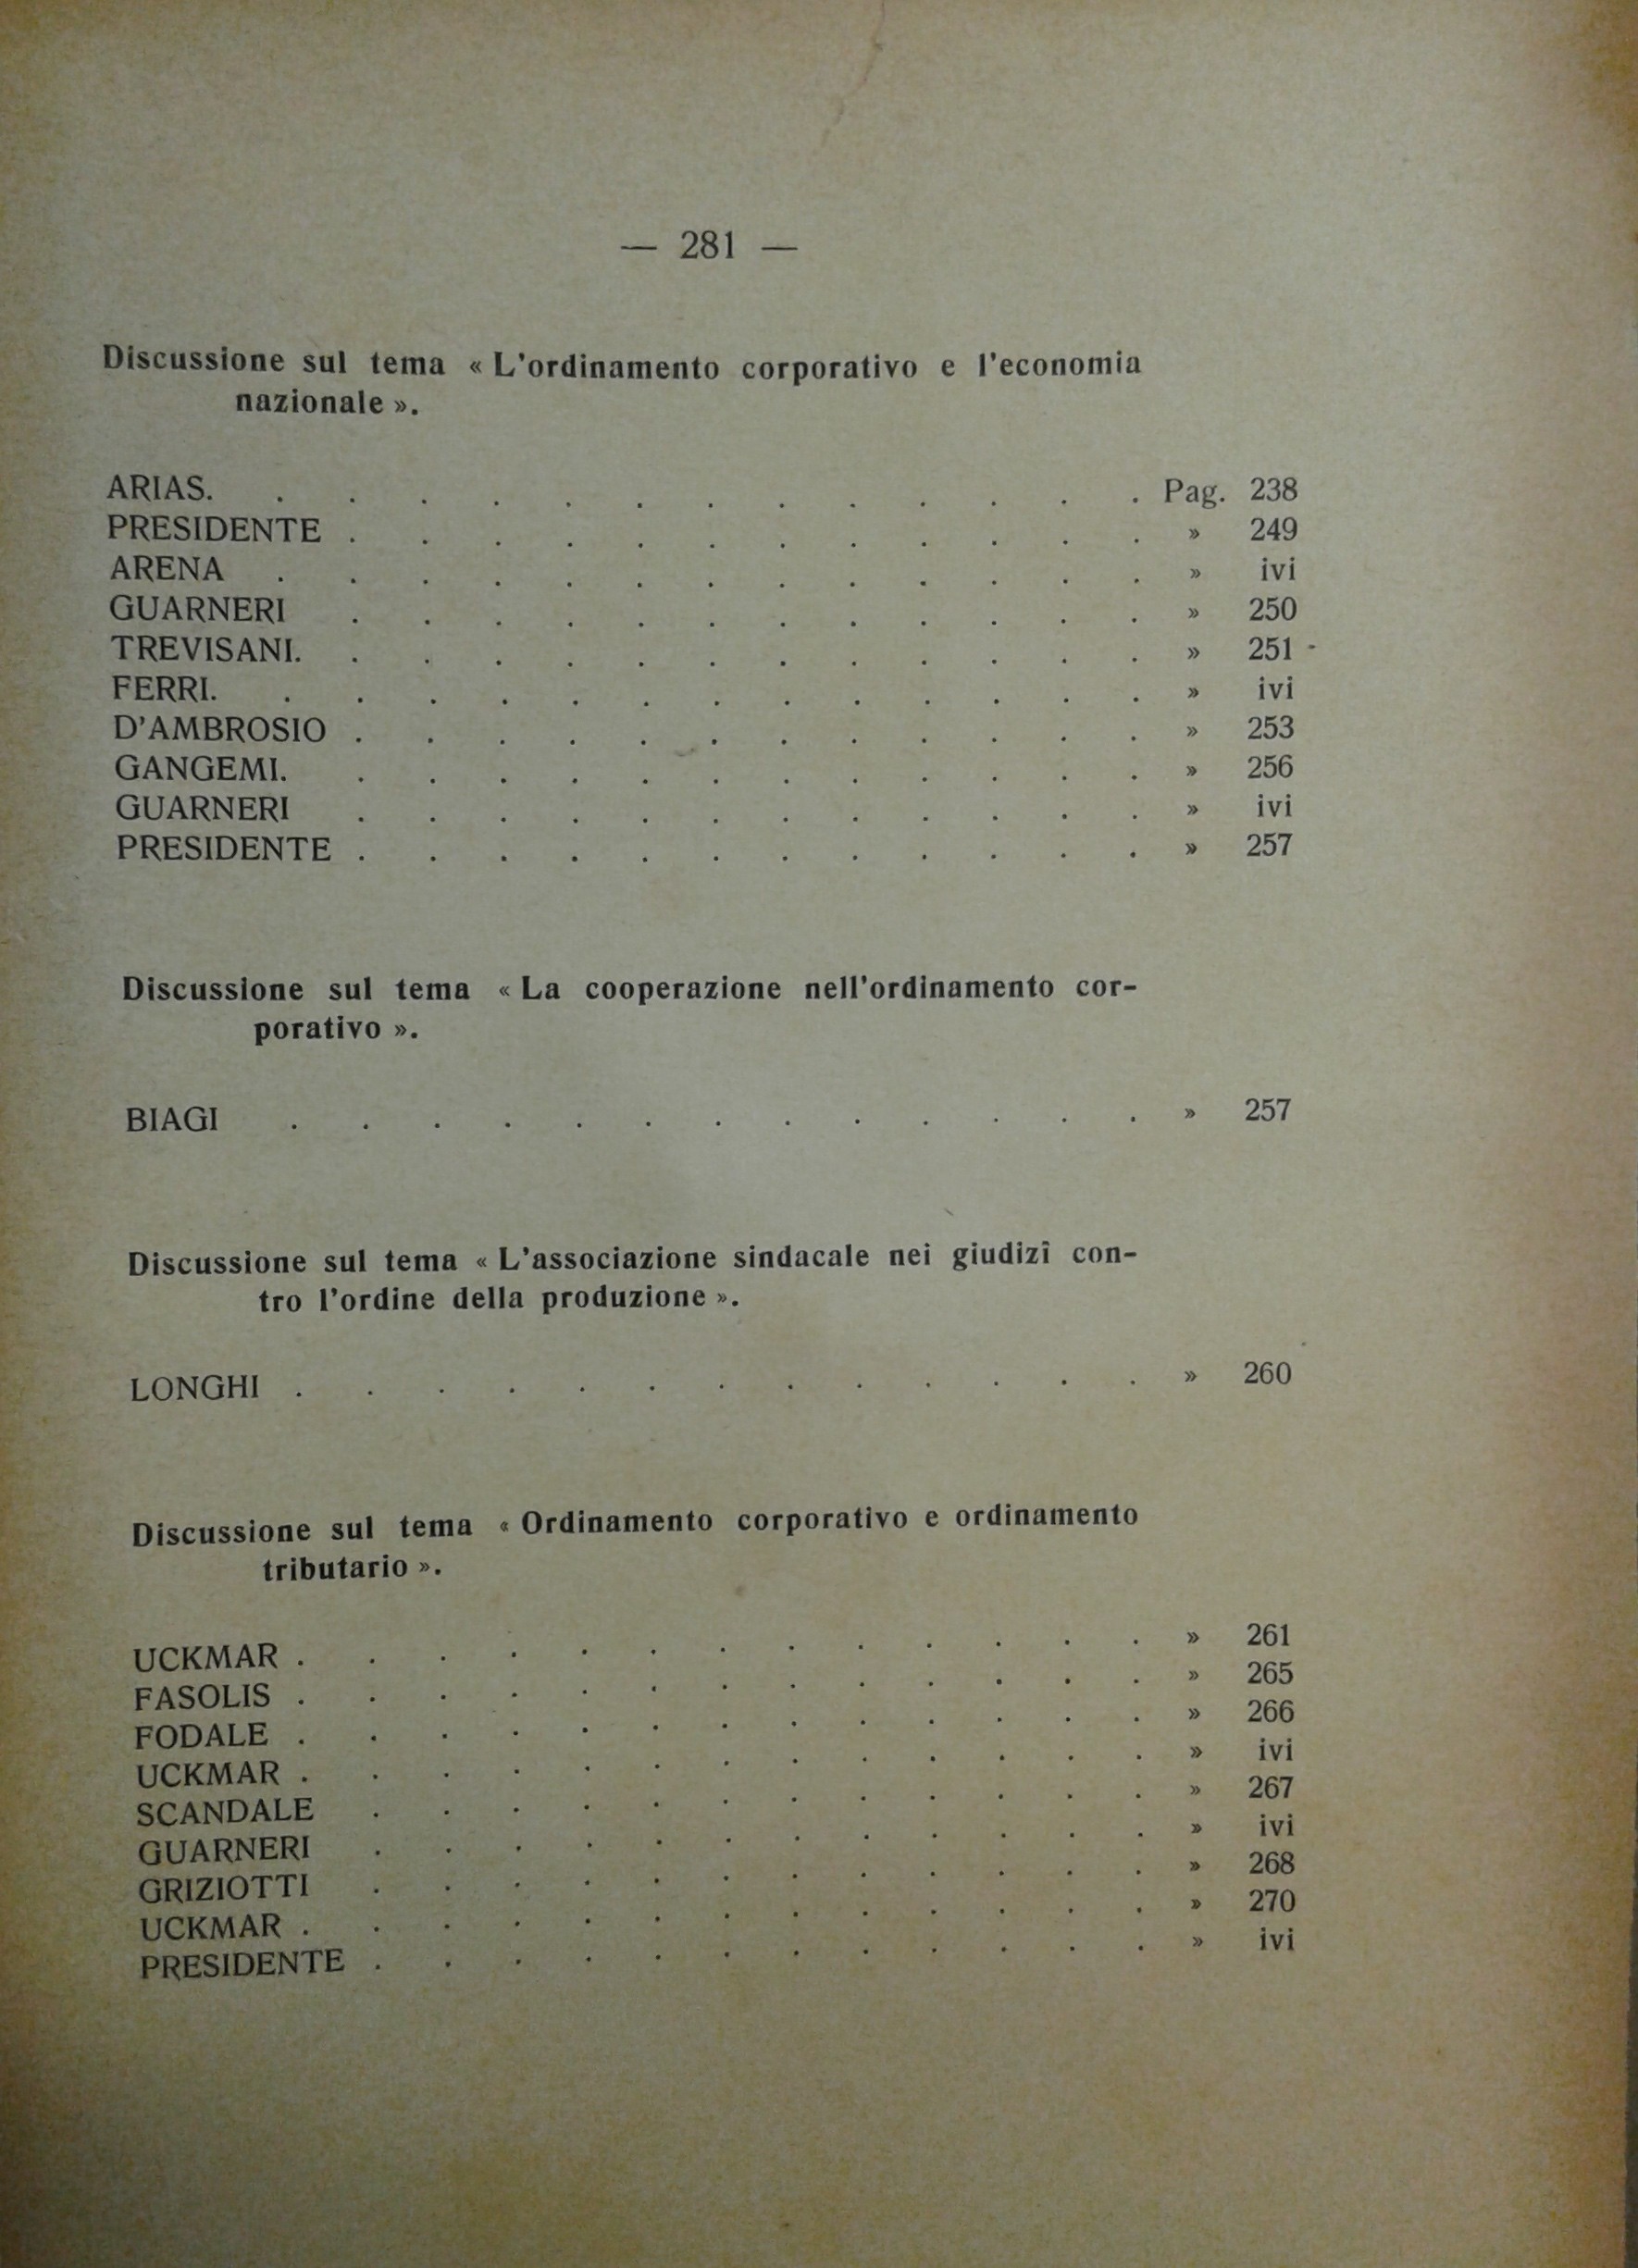 — 281 —
Discussione sul tema « L'ordinamento corporativo e l'economia
nazionale ».
ARIAS. . . . . . . . . . . . . . Pag. 238
PRESIDENTE . . . . . . . . . . . . » 249
ARENA . . . . . . . . . . . . . » ivi
GUARNERI . . . . . . . . . . . . » 250
TREVISANI. . . . . . . . . . . . . » 251
FERRI. . . . . . . . . . . . . . » ivi
D'AMBROSIO . . . . . . . . . . . . » 253
GANGEMI. . . . . . . . . . . . . » 256
GUARNERI . . . . . . . . . . . . » ivi
PRESIDENTE . . . . . . . . . . . . » 257
Discussione sul tema « La cooperazione nell'ordinamento cor-
porativo ».
BIAGI . . . . . . . . . . . . . » 257
Discussione sul tema « L'associazione sindacale nei giudizî con-
tro l'ordine della produzione ».
LONGHI . . . . . . . . . . . . . » 260
Discussione sul tema « Ordinamento corporativo e ordinamento
tributario ».
UCKMAR . . . . . . . . . . . . . » 261
FASOLIS . . . . . . . . . . . . . » 265
FODALE . . . . . . . . . . . . . » 266
UCKMAR . . . . . . . . . . . . . » ivi
SCANDALE . . . . . . . . . . . . » 267
GUARNERI . . . . . . . . . . . . » ivi
GRIZIOTTI . . . . . . . . . . . . » 268
UCKMAR . . . . . . . . . . . . . » 270
PRESIDENTE . . . . . . . . . . . . » ivi